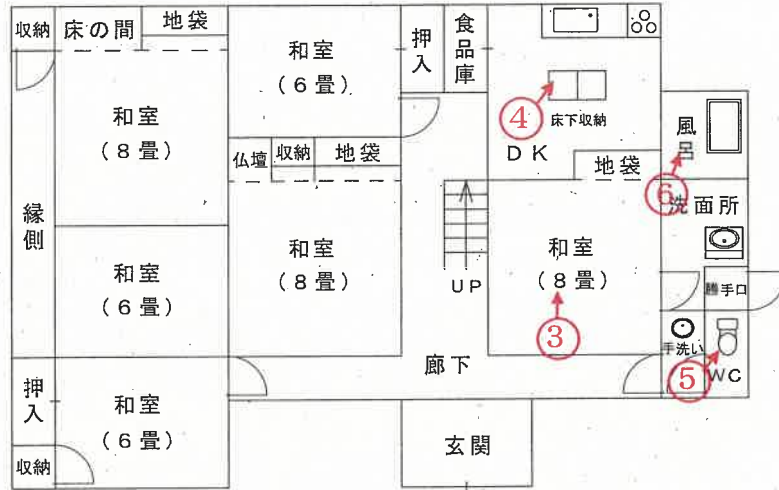 収納
床の間
地袋
和室
(8畳)
和室
(6畳)
押入
食品庫
④
床下収納
DK
地袋
風呂
⑥
洗面所
仏壇
収納
地袋
縁側
和室
(6畳)
和室
(8畳)
UP
和室
(8畳)
③
勝手口
手洗い
⑤
WC
廊下
押入
収納
和室
(6畳)
玄関